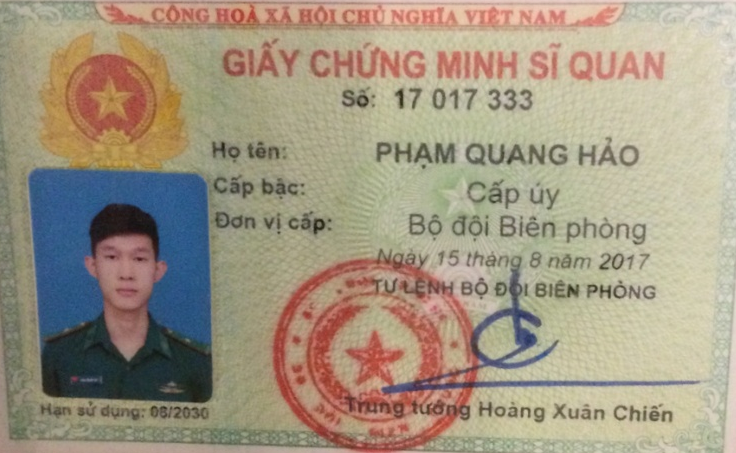 CỘNG HOÀ XÃ HỘI CHỦ NGHĨA VIỆT NAM
GIẤY CHỨNG MINH SĨ QUAN
Số: 17 017 333
Họ tên: PHẠM QUANG HẢO
Cấp bậc: Cấp úy
Đơn vị cấp: Bộ đội Biên phòng
Ngày 15 tháng 8 năm 2017
TƯ LỆNH BỘ ĐỘI BIÊN PHÒNG
Hạn sử dụng: 08/2030
Trung tướng Hoàng Xuân Chiến